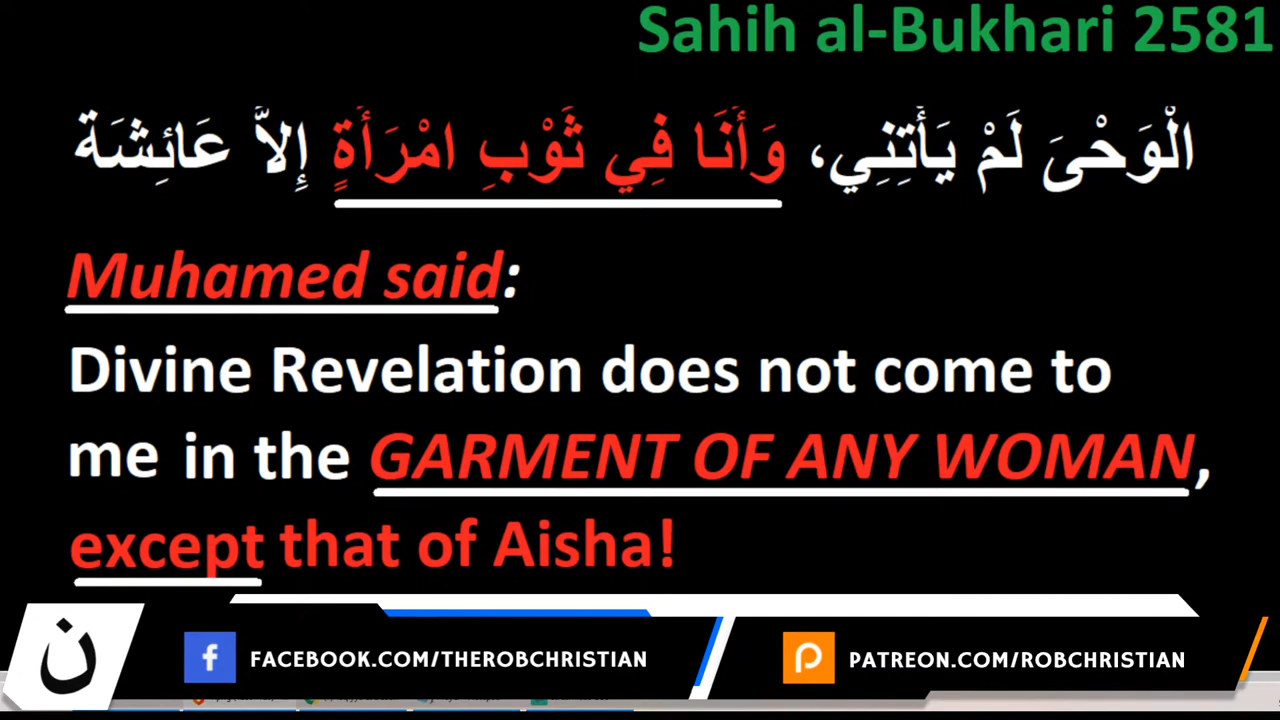 Sahih al-Bukhari 2581
الْوَحْىَ لَمْ يَأْتِنِي، وَأَنَا فِي ثَوْبِ امْرَأَةٍ إِلاَّ عَائِشَة
Muhamed said:
Divine Revelation does not come to
me in the GARMENT OF ANY WOMAN,
except that of Aisha!
ن
f
FACEBOOK.COM/THEROBCHRISTIAN
PATREON.COM/ROBCHRISTIAN